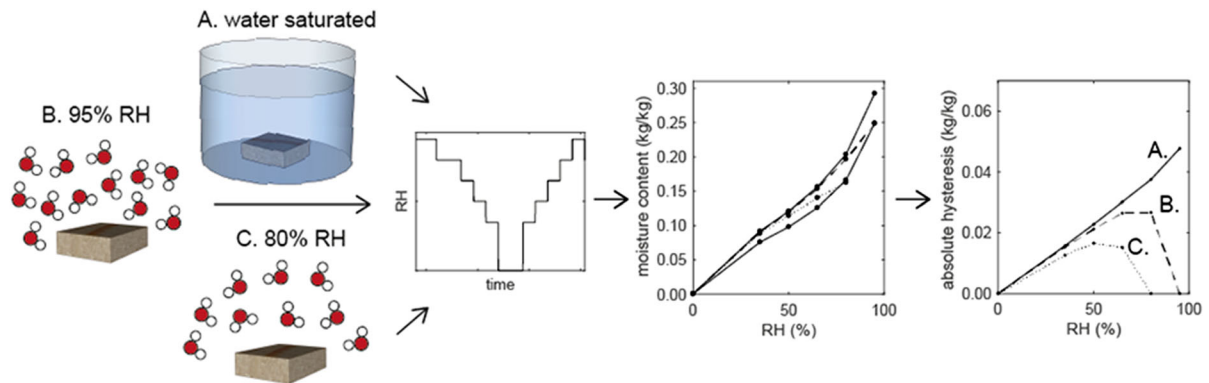 A. water saturated
B. 95% RH
C. 80% RH
RH
time
moisture content (kg/kg)
0.30
0.25
0.20
0.15
0.10
0.05
0.00
0
50
100
RH (%)
absolute hysteresis (kg/kg)
0.06
0.04
0.02
0.00
A.
B.
C.
0
50
100
RH (%)